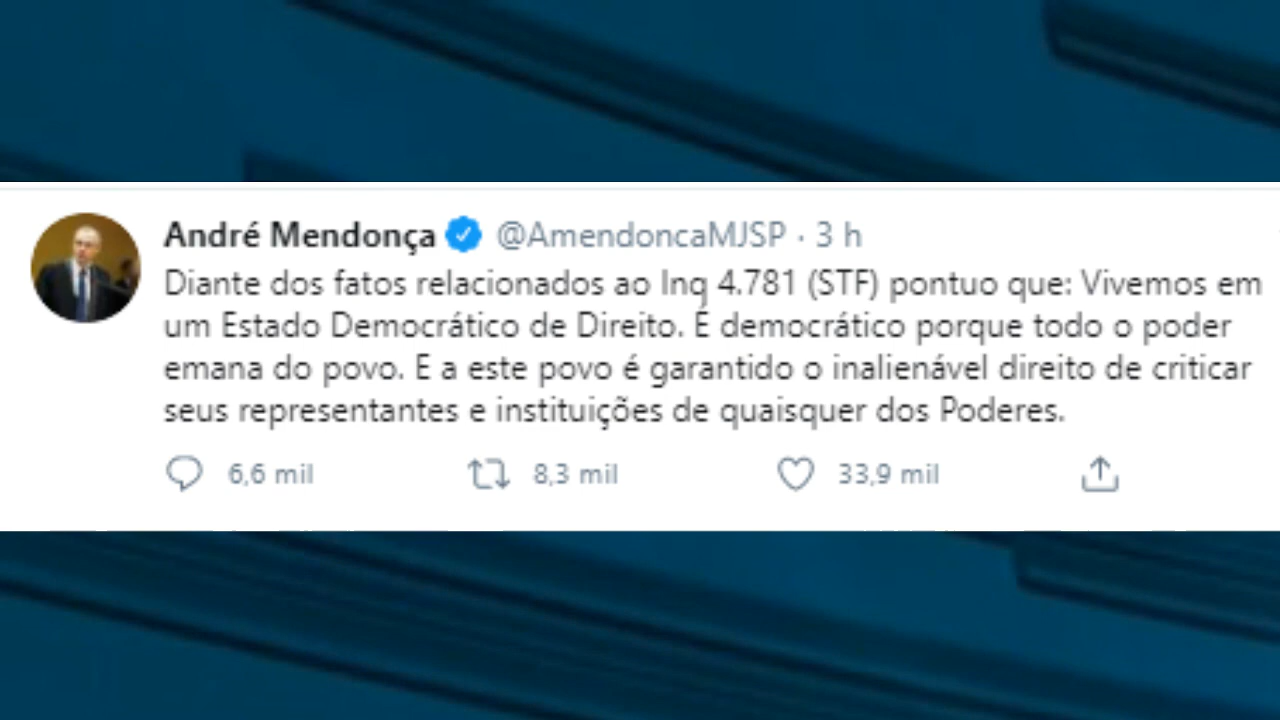 André Mendonça @AmendoncaMJSP · 3 h
Diante dos fatos relacionados ao Inq 4.781 (STF) pontuo que: Vivemos em
um Estado Democrático de Direito. É democrático porque todo o poder
emana do povo. E a este povo é garantido o inalienável direito de criticar
seus representantes e instituições de quaisquer dos Poderes.
6,6 mil 8,3 mil 33,9 mil